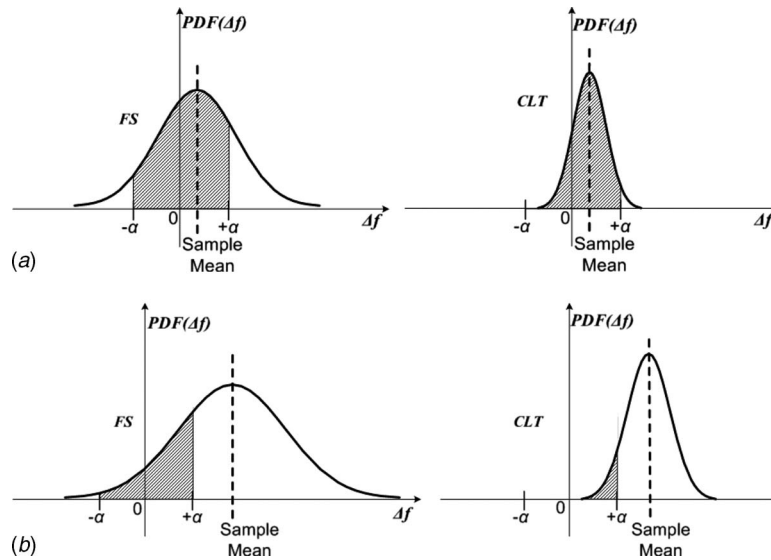 PDF(Δf)
FS
-α
0
+α
Δf
Sample
Mean
PDF(Δf)
CLT
-α
0
+α
Δf
Sample
Mean
(a)
PDF(Δf)
FS
-α
0
+α
Δf
Sample
Mean
PDF(Δf)
CLT
-α
0
+α
Δf
Sample
Mean
(b)